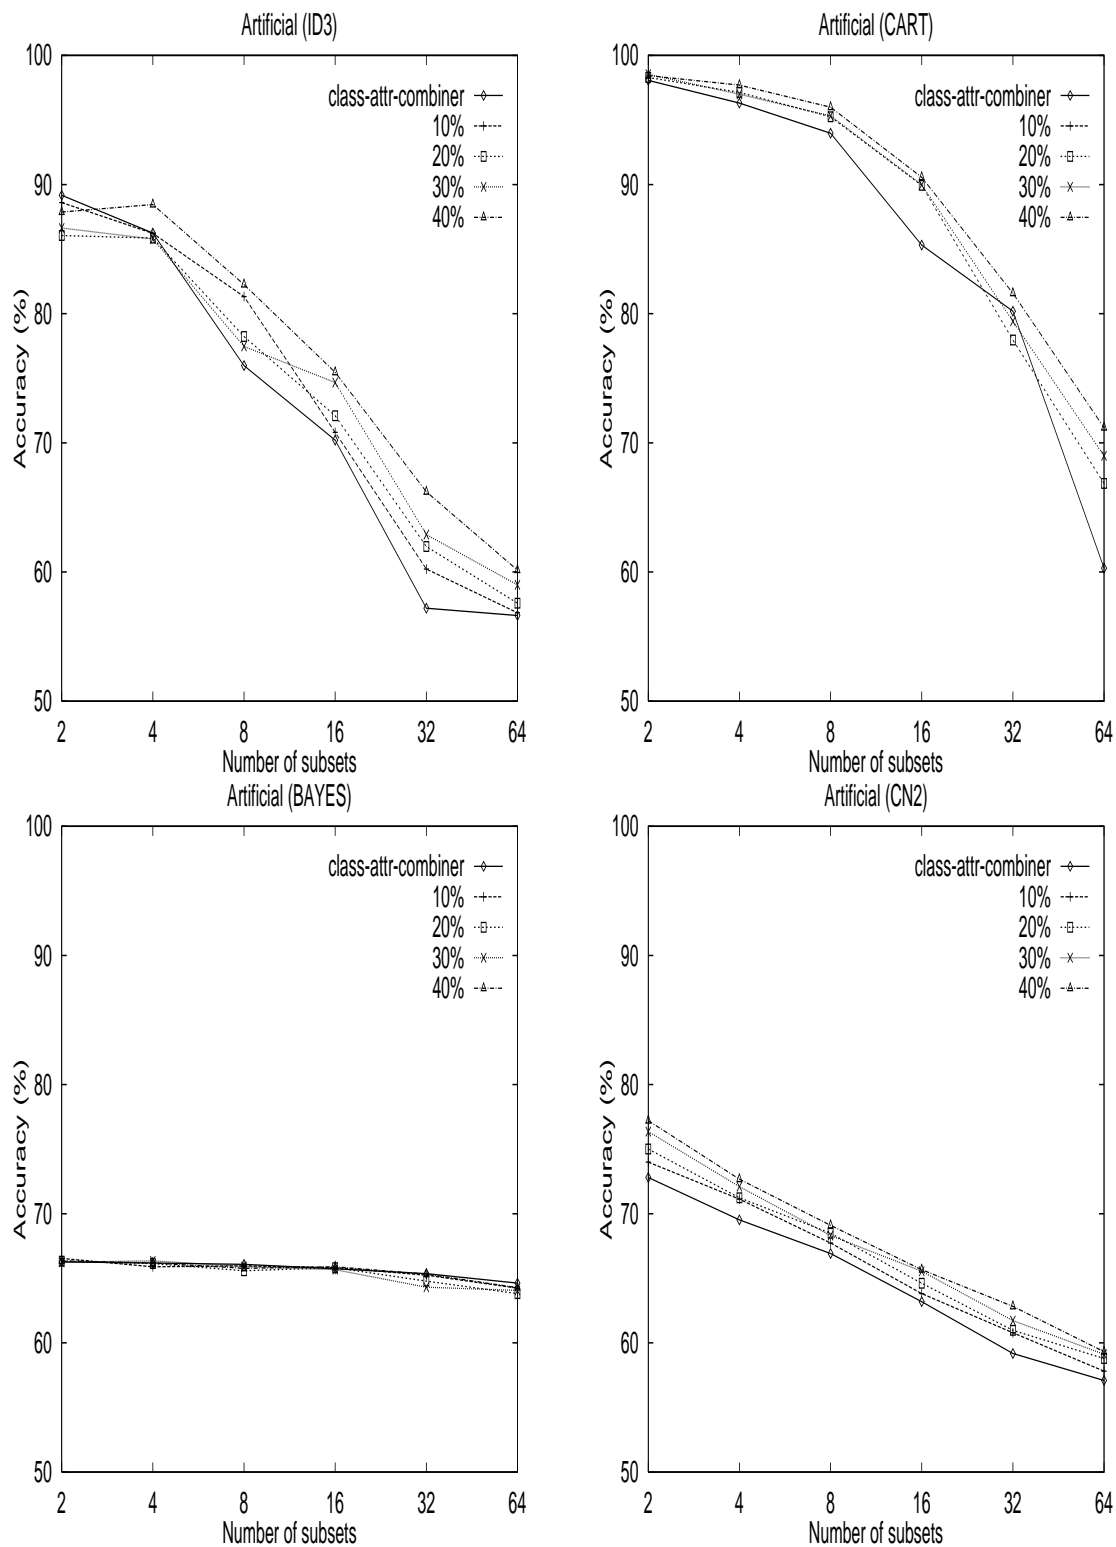 Artificial (ID3)
100
90
80
70
60
50
Accuracy (%)
class-attr-combiner
10%
20%
30%
40%
2 4 8 16 32 64
Number of subsets
Artificial (CART)
100
90
80
70
60
50
Accuracy (%)
class-attr-combiner
10%
20%
30%
40%
2 4 8 16 32 64
Number of subsets
Artificial (BAYES)
100
90
80
70
60
50
Accuracy (%)
class-attr-combiner
10%
20%
30%
40%
2 4 8 16 32 64
Number of subsets
Artificial (CN2)
100
90
80
70
60
50
Accuracy (%)
class-attr-combiner
10%
20%
30%
40%
2 4 8 16 32 64
Number of subsets